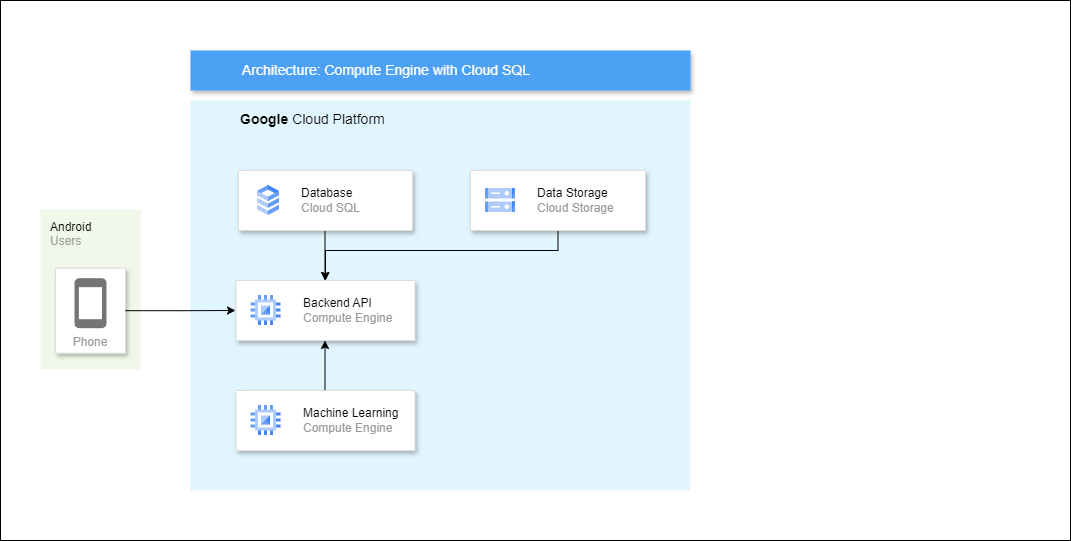 Architecture: Compute Engine with Cloud SQL
Google Cloud Platform
Database
Cloud SQL
Data Storage
Cloud Storage
Android
Users
Phone
Backend API
Compute Engine
Machine Learning
Compute Engine